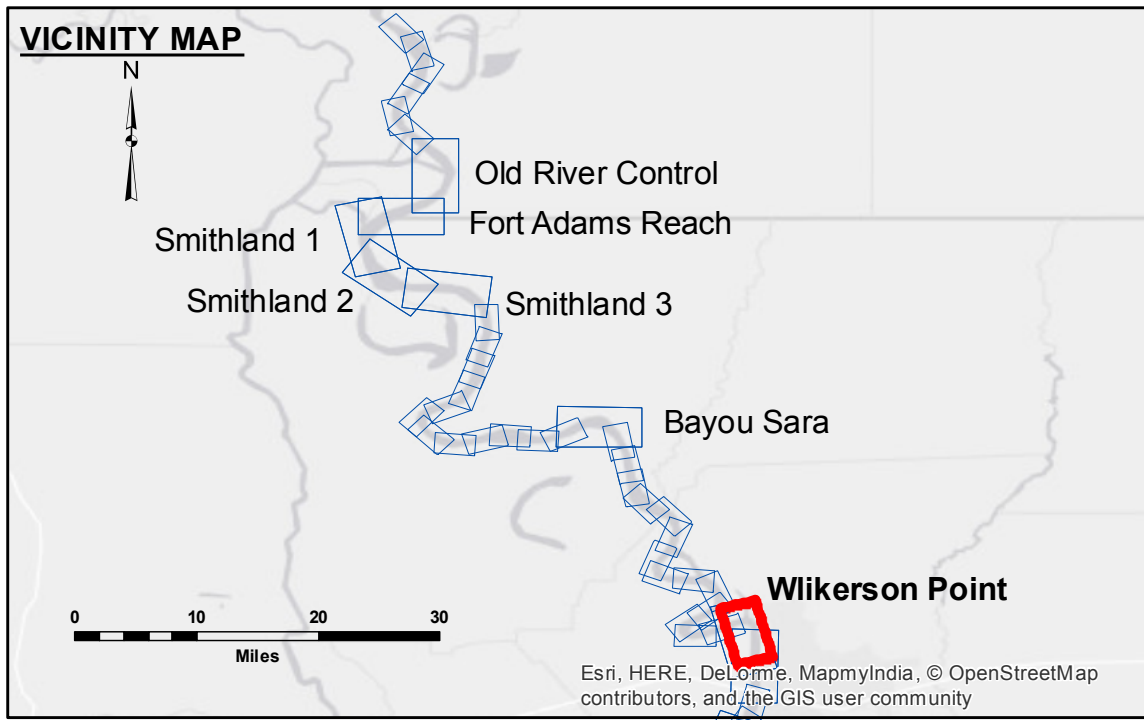 VICINITY MAP
N
Old River Control
Fort Adams Reach
Smithland 1
Smithland 2
Smithland 3
Bayou Sara
Wlikerson Point
0 10 20 30
Miles
Esri, HERE, DeLorme, MapmyIndia, © OpenStreetMap
contributors, and the GIS user community